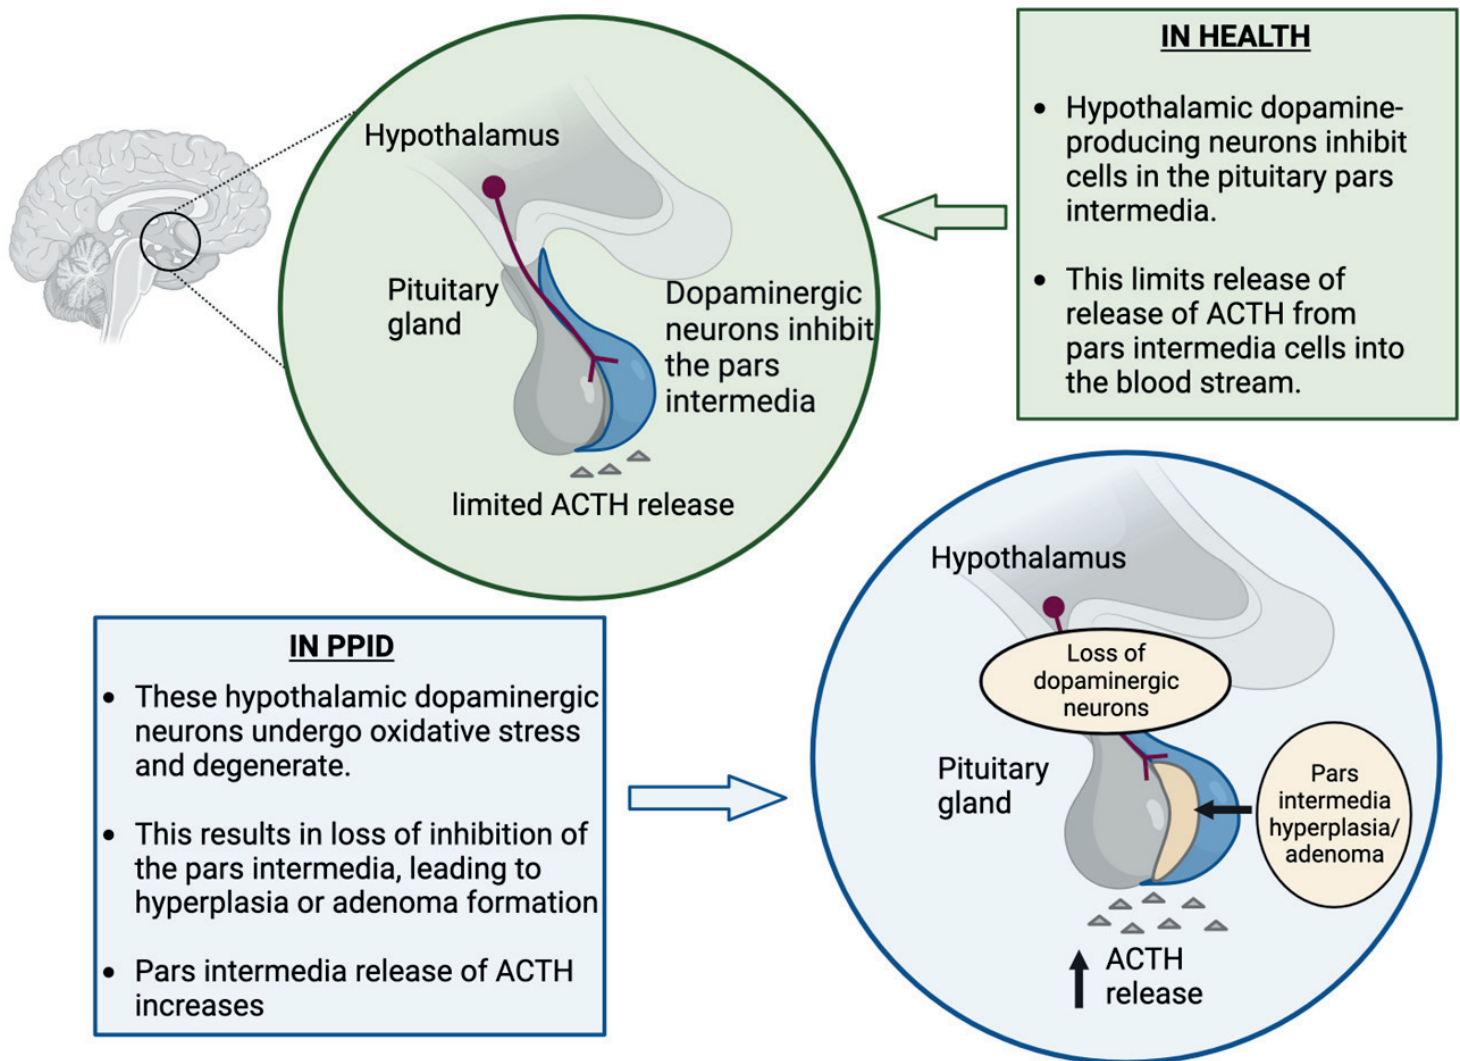 IN HEALTH
• Hypothalamic dopamine-
producing neurons inhibit
cells in the pituitary pars
intermedia.
• This limits release of
release of ACTH from
pars intermedia cells into
the blood stream.
Hypothalamus
Pituitary
gland
Dopaminergic
neurons inhibit
the pars
intermedia
limited ACTH release
IN PPID
• These hypothalamic dopaminergic
neurons undergo oxidative stress
and degenerate.
• This results in loss of inhibition of
the pars intermedia, leading to
hyperplasia or adenoma formation
• Pars intermedia release of ACTH
increases
Hypothalamus
Loss of
dopaminergic
neurons
Pituitary
gland
Pars
intermedia
hyperplasia/
adenoma
ACTH
release